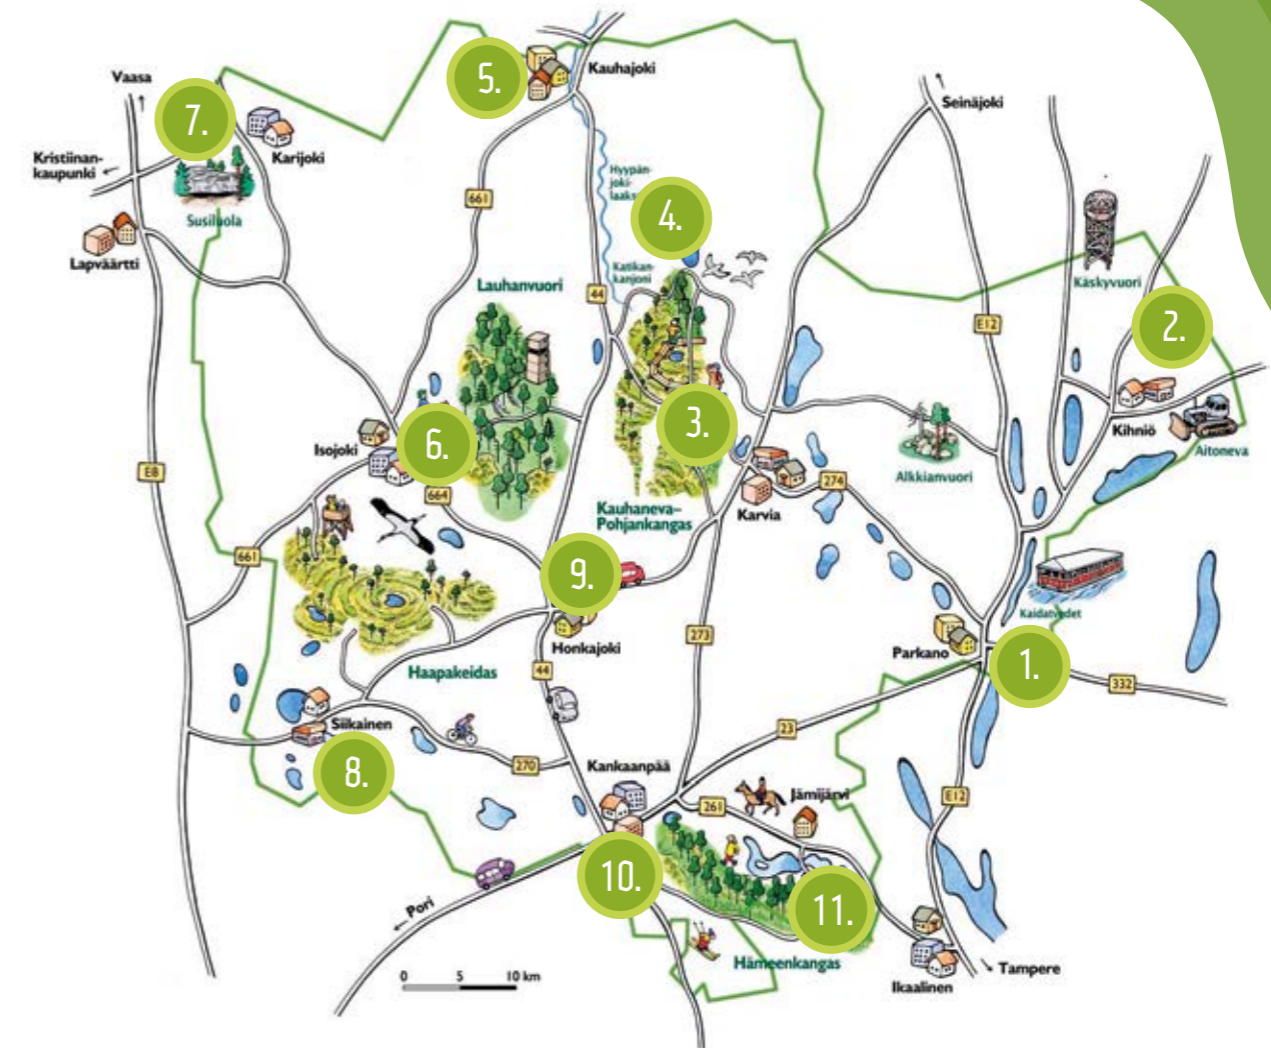 5.
Kauhajoki
Vaasa
7.
Karijoki
Kristiinan-
kaupunki
Susiluola
Lapväärtti
661
Seinäjoki
Hyypän-
joki-
4.
Katikan-
kanjoni
Lauhanvuori
44
Käskyvuori
2.
E12
Kihniö
Aitoneva
3.
Isojoki
6.
664
E8
Alkkianvuori
Kauhaneva–
Pohjankangas
Karvia
274
661
9.
Honkajoki
273
Kaidatvedet
Parkano
1.
332
Haapakeidas
44
Siikainen
8.
270
23
Kankaanpää
261
Jämijärvi
E12
10.
11.
Pori
Hämeenkangas
Ikaalinen
Tampere
0 5 10 km